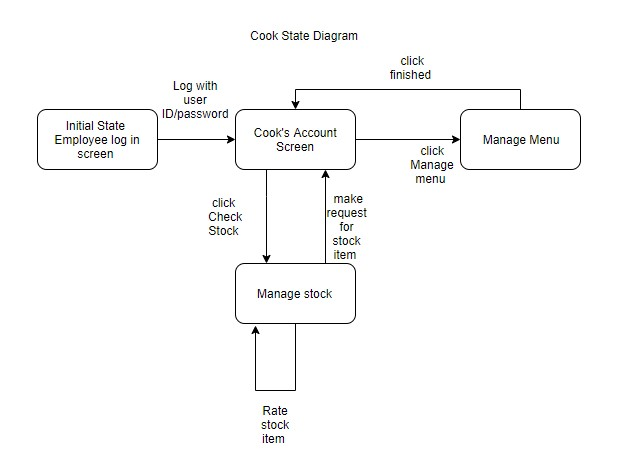 Cook State Diagram
click
finished
Log with
user
ID/password
Initial State
Employee log in
screen
Cook's Account
Screen
Manage Menu
click
Manage
menu
click
Check
Stock
make
request
for
stock
item
Manage stock
Rate
stock
item